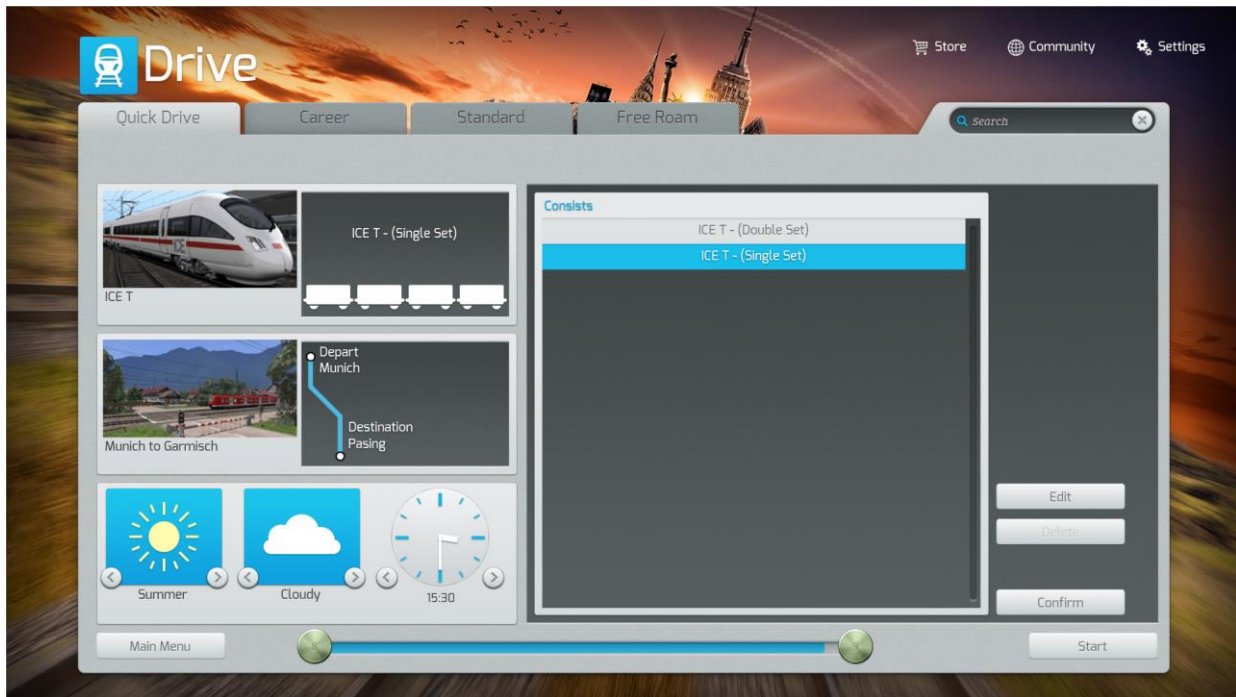 Drive
Store
Community
Settings
Quick Drive
Career
Standard
Free Roam
Search
ICE T - (Single Set)
ICE
ICE T
Consists
ICE T - (Double Set)
ICE T - (Single Set)
Depart
Munich
Destination
Pasing
Munich to Garmisch
Summer
Cloudy
15:30
Edit
Delete
Confirm
Main Menu
Start